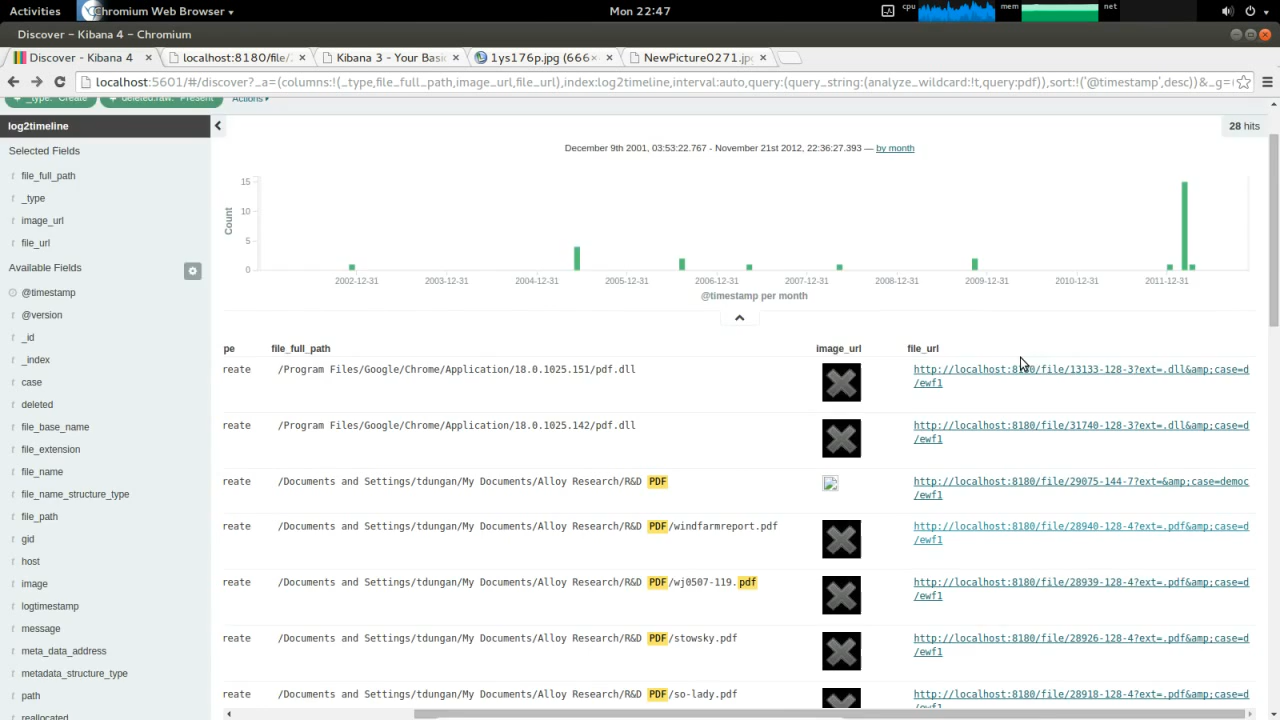 Activities Chromium Web Browser ▾ Mon 22:47 cpu mem net
Discover – Kibana 4 – Chromium
Discover - Kibana 4 × localhost:8180/file/ × Kibana 3 - Your Basic × 1ys176p.jpg (666× × NewPicture0271.jp ×
localhost:5601/#/discover?_a=(columns:!(_type,file_full_path,image_url,file_url),index:log2timeline,interval:auto,query:(query_string:(analyze_wildcard:!t,query:pdf)),sort:!('@timestamp',desc))&_g=(
_type: "Create" deleted.raw: "Present" Actions ▾
log2timeline 28 hits
Selected Fields
December 9th 2001, 03:53:22.767 - November 21st 2012, 22:36:27.393 — by month
t file_full_path
t _type
t image_url
t file_url
Available Fields
@timestamp
t @version
t _id
t _index
t case
t deleted
t file_base_name
t file_extension
t file_name
t file_name_structure_type
t file_path
t gid
t host
t image
t logtimestamp
t message
t meta_data_address
t metadata_structure_type
t path
reallocated
Count
15
10
5
0
2002-12-31 2003-12-31 2004-12-31 2005-12-31 2006-12-31 2007-12-31 2008-12-31 2009-12-31 2010-12-31 2011-12-31
@timestamp per month
pe file_full_path image_url file_url
reate /Program Files/Google/Chrome/Application/18.0.1025.151/pdf.dll http://localhost:8180/file/13133-128-3?ext=.dll&amp;case=d
/ewf1
reate /Program Files/Google/Chrome/Application/18.0.1025.142/pdf.dll http://localhost:8180/file/31740-128-3?ext=.dll&amp;case=d
/ewf1
reate /Documents and Settings/tdungan/My Documents/Alloy Research/R&D PDF http://localhost:8180/file/29075-144-7?ext=&amp;case=democ
/ewf1
reate /Documents and Settings/tdungan/My Documents/Alloy Research/R&D PDF/windfarmreport.pdf http://localhost:8180/file/28940-128-4?ext=.pdf&amp;case=d
/ewf1
reate /Documents and Settings/tdungan/My Documents/Alloy Research/R&D PDF/wj0507-119.pdf http://localhost:8180/file/28939-128-4?ext=.pdf&amp;case=d
/ewf1
reate /Documents and Settings/tdungan/My Documents/Alloy Research/R&D PDF/stowsky.pdf http://localhost:8180/file/28926-128-4?ext=.pdf&amp;case=d
/ewf1
reate /Documents and Settings/tdungan/My Documents/Alloy Research/R&D PDF/so-lady.pdf http://localhost:8180/file/28918-128-4?ext=.pdf&amp;case=d
/ewf1